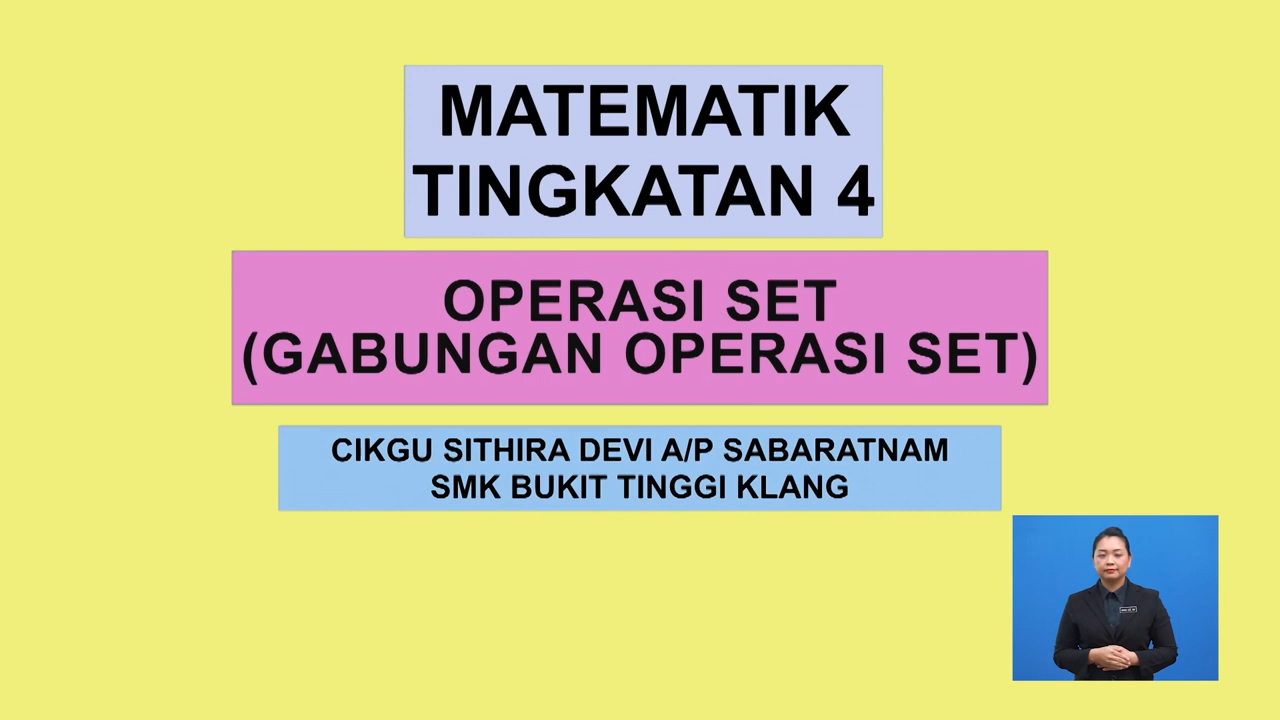 MATEMATIK
TINGKATAN 4
OPERASI SET
(GABUNGAN OPERASI SET)
CIKGU SITHIRA DEVI A/P SABARATNAM
SMK BUKIT TINGGI KLANG